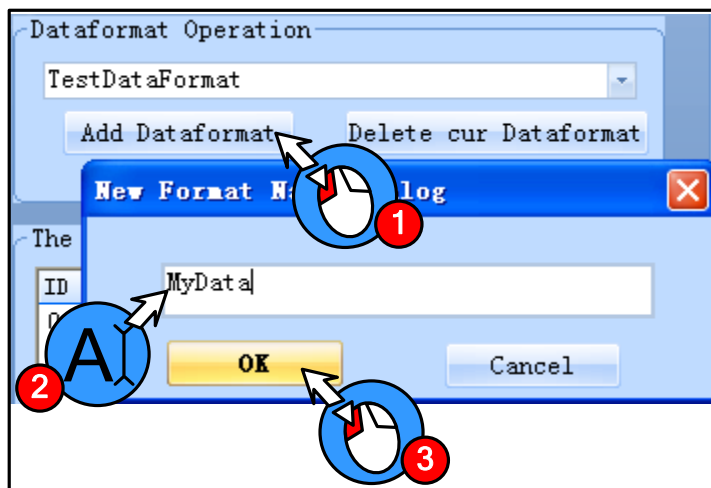 Dataformat Operation
TestDataFormat
Add Dataformat Delete cur Dataformat
New Format log
1
The
ID
MyData
A
2
OK Cancel
3